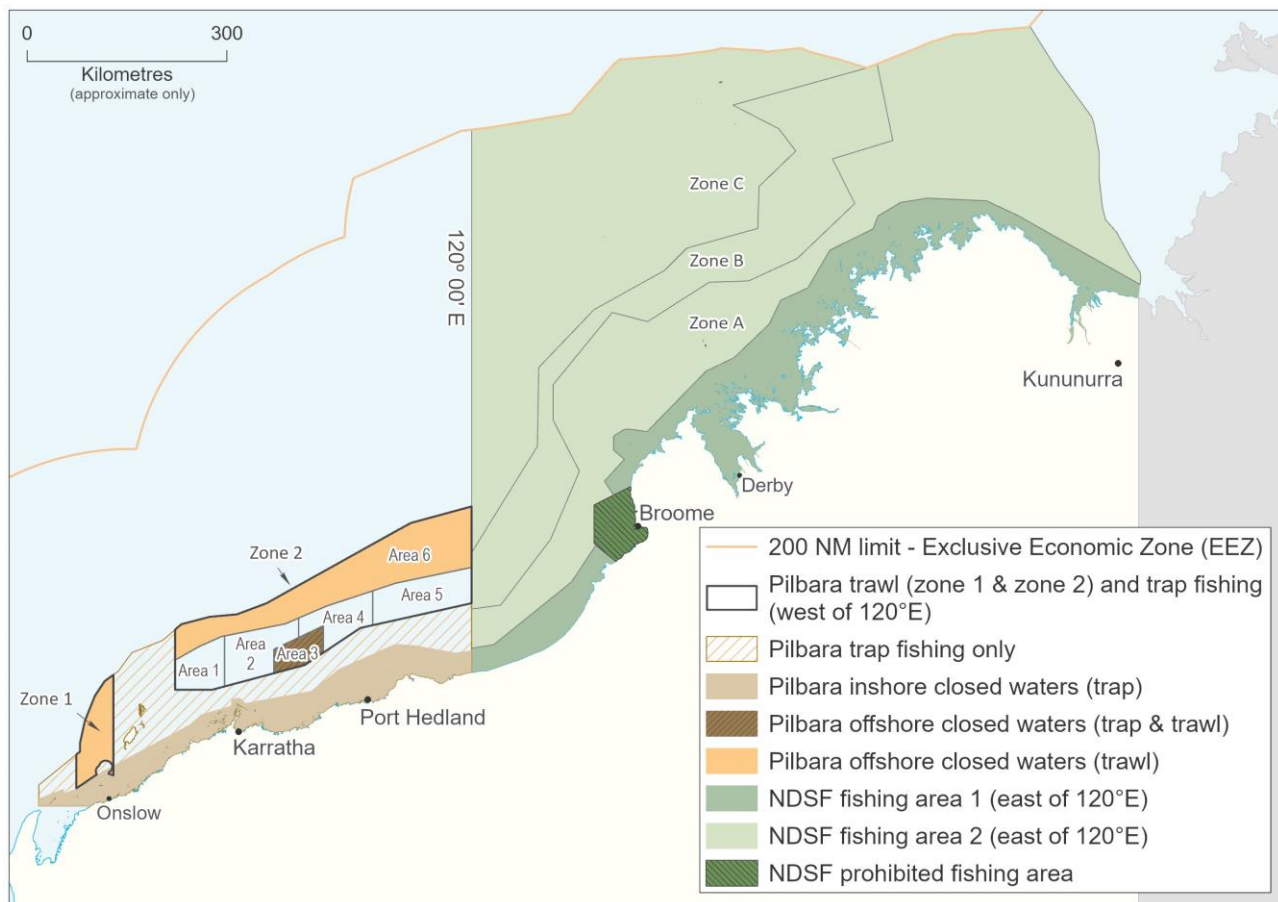 0 300
Kilometres
(approximate only)
120° 00' E
Zone C
Zone B
Zone A
Kununurra
Derby
Broome
Zone 2
Area 6
Area 5
Area 4
Area 3
Area
2
Area 1
Zone 1
Port Hedland
Karratha
Onslow
200 NM limit - Exclusive Economic Zone (EEZ)
Pilbara trawl (zone 1 & zone 2) and trap fishing
(west of 120°E)
Pilbara trap fishing only
Pilbara inshore closed waters (trap)
Pilbara offshore closed waters (trap & trawl)
Pilbara offshore closed waters (trawl)
NDSF fishing area 1 (east of 120°E)
NDSF fishing area 2 (east of 120°E)
NDSF prohibited fishing area